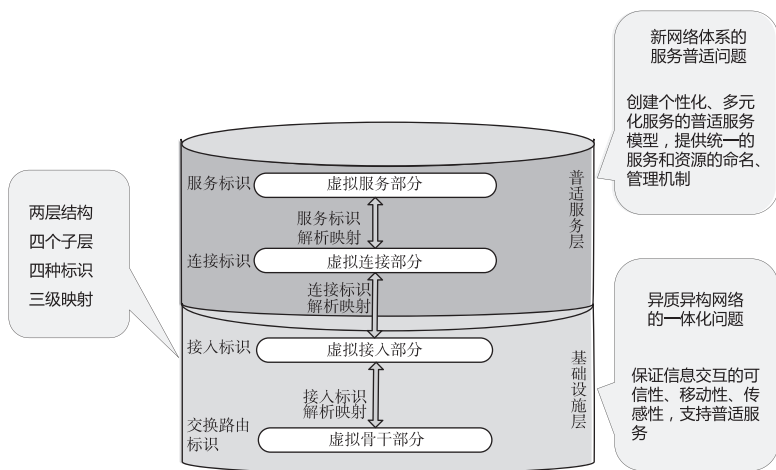 新网络体系的
服务普适问题
创建个性化、多元
化服务的普适服务
模型，提供统一的
服务和资源的命名、
管理机制
服务标识
虚拟服务部分
普适服务层
服务标识
解析映射
两层结构
四个子层
四种标识
三级映射
连接标识
虚拟连接部分
连接标识
解析映射
异质异构网络
的一体化问题
接入标识
虚拟接入部分
基础设施层
保证信息交互的可
信性、移动性、传
感性，支持普适服
务
接入标识
解析映射
交换路由
标识
虚拟骨干部分